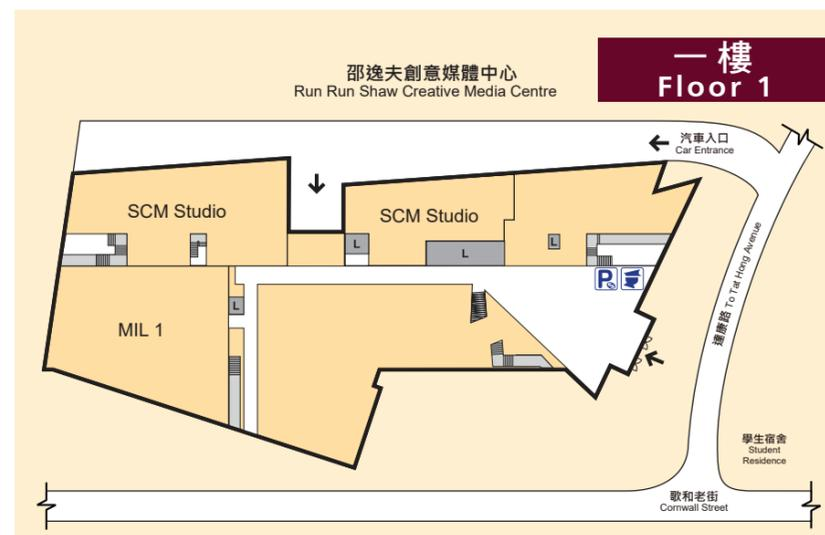 一樓
Floor 1
邵逸夫創意媒體中心
Run Run Shaw Creative Media Centre
汽車入口
Car Entrance
SCM Studio
SCM Studio
L
L
L
達康路 To Tat Hong Avenue
P
L
MIL 1
學生宿舍
Student
Residence
歌和老街
Cornwall Street